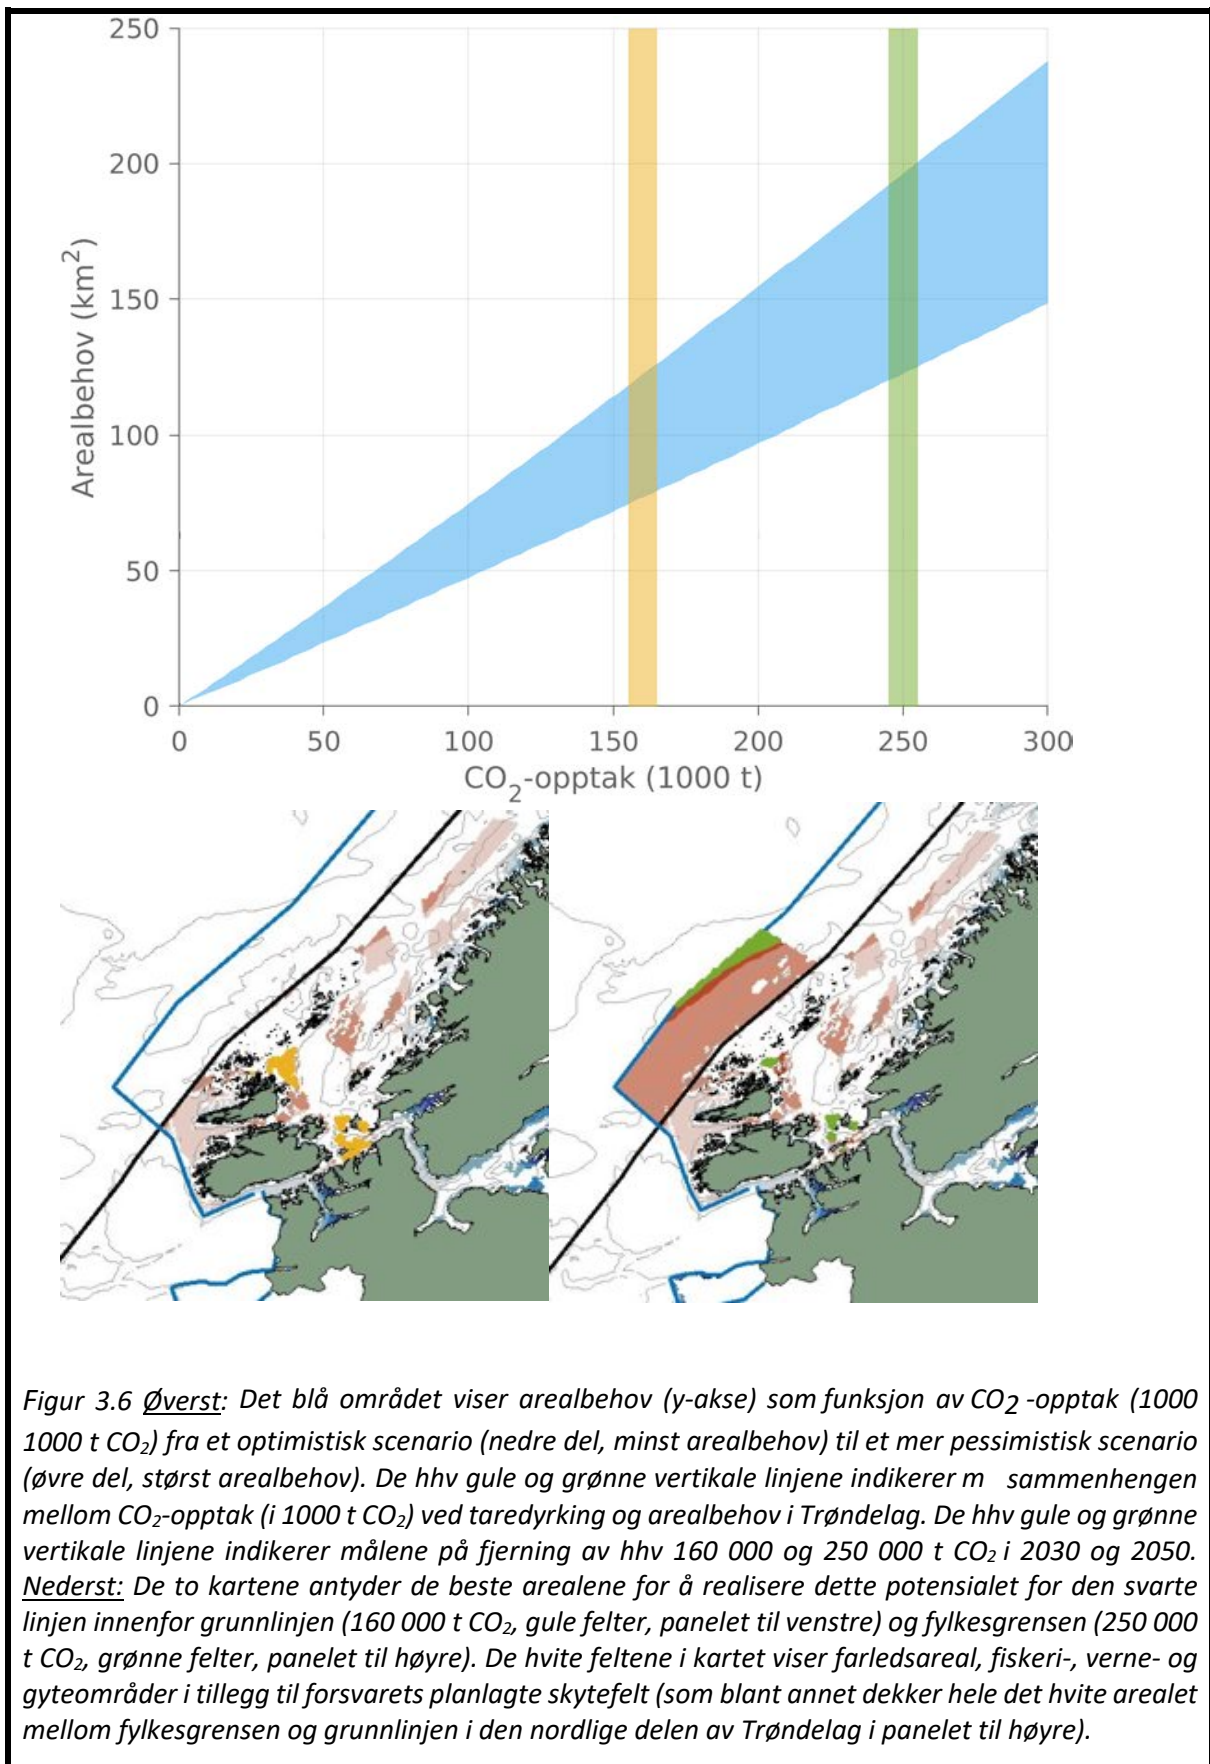 250
200
150
100
50
0
Arealbehov (km²)
0 50 100 150 200 250 300
CO₂-opptak (1000 t)
Figur 3.6 Øverst: Det blå området viser arealbehov (y-akse) som funksjon av CO2 -opptak (1000
1000 t CO₂) fra et optimistisk scenario (nedre del, minst arealbehov) til et mer pessimistisk scenario
(øvre del, størst arealbehov). De hhv gule og grønne vertikale linjene indikerer m sammenhengen
mellom CO₂-opptak (i 1000 t CO₂) ved taredyrking og arealbehov i Trøndelag. De hhv gule og grønne
vertikale linjene indikerer målene på fjerning av hhv 160 000 og 250 000 t CO₂ i 2030 og 2050.
Nederst: De to kartene antyder de beste arealene for å realisere dette potensialet for den svarte
linjen innenfor grunnlinjen (160 000 t CO₂, gule felter, panelet til venstre) og fylkesgrensen (250 000
t CO₂, grønne felter, panelet til høyre). De hvite feltene i kartet viser farledsareal, fiskeri-, verne- og
gyteområder i tillegg til forsvarets planlagte skytefelt (som blant annet dekker hele det hvite arealet
mellom fylkesgrensen og grunnlinjen i den nordlige delen av Trøndelag i panelet til høyre).